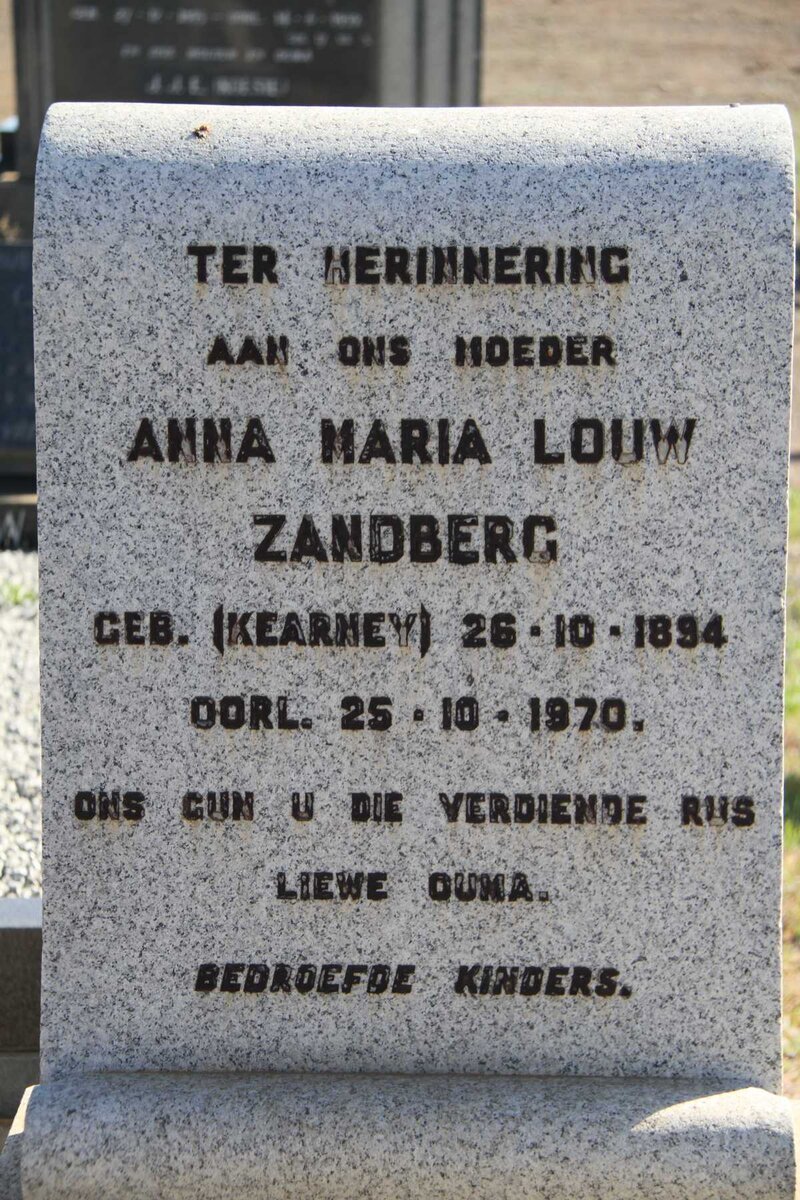 TER HERINNERING
AAN ONS MOEDER
ANNA MARIA LOUW
ZANDBERG
GEB. (KEARNEY) 26·10·1894
OORL. 25·10·1970.
ONS GUN U DIE VERDIENDE RUS
LIEWE OUMA.
BEDROEFDE KINDERS.